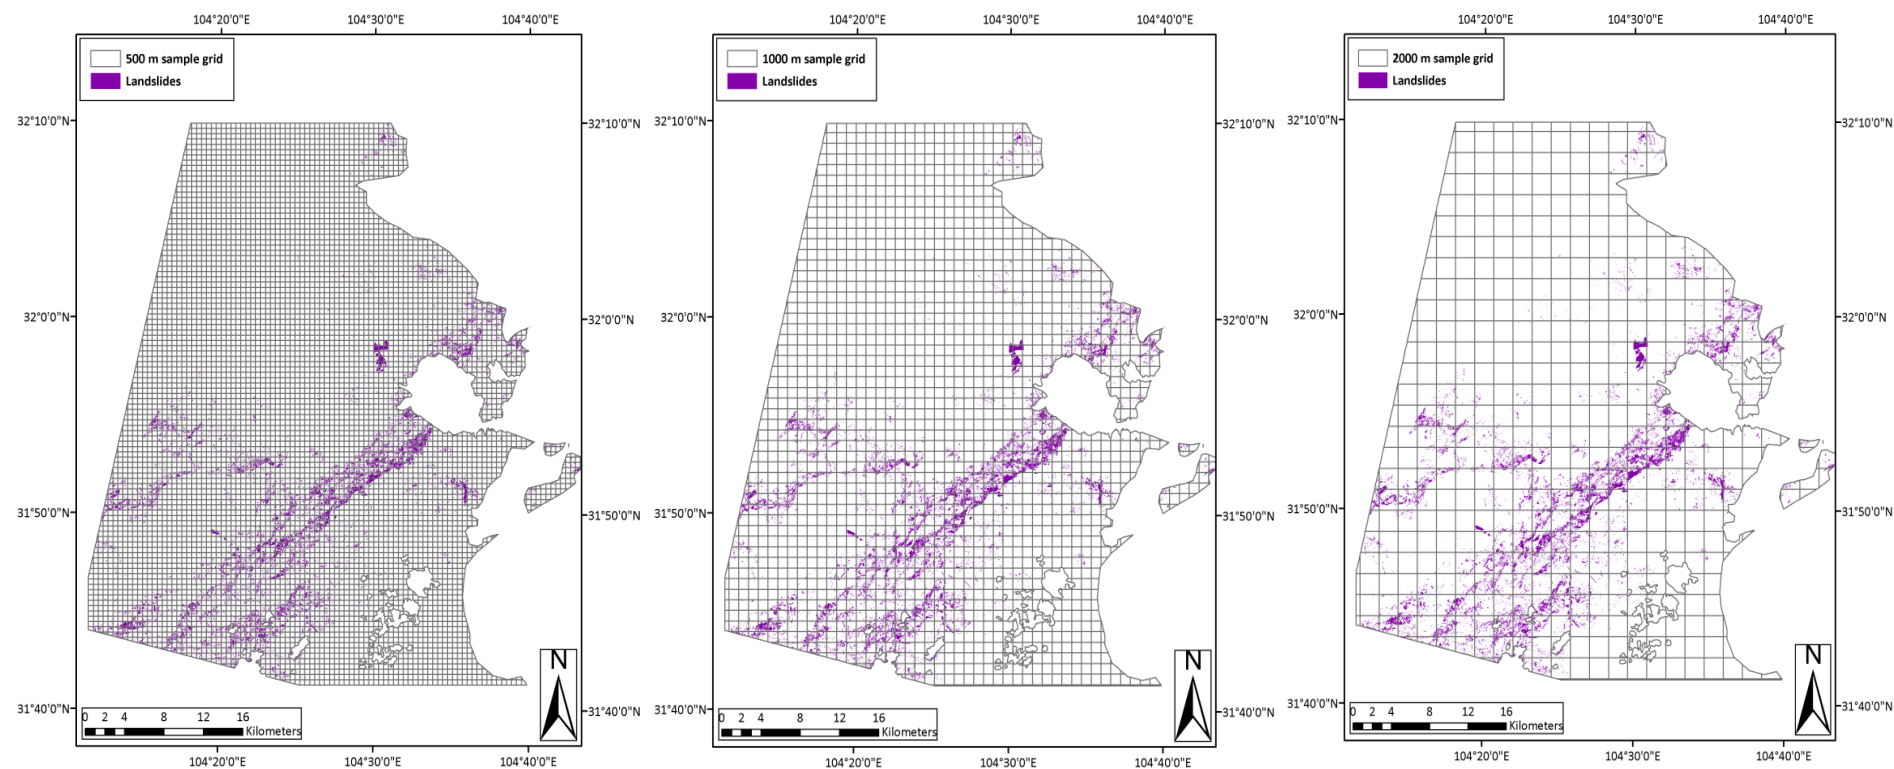 104°20'0"E 104°30'0"E 104°40'0"E
500 m sample grid
Landslides
32°10'0"N 32°10'0"N
32°0'0"N 32°0'0"N
31°50'0"N 31°50'0"N
31°40'0"N 31°40'0"N
N
0 2 4 8 12 16
Kilometers
104°20'0"E 104°30'0"E 104°40'0"E
104°20'0"E 104°30'0"E 104°40'0"E
1000 m sample grid
Landslides
32°10'0"N 32°10'0"N
32°0'0"N 32°0'0"N
31°50'0"N 31°50'0"N
31°40'0"N 31°40'0"N
N
0 2 4 8 12 16
Kilometers
104°20'0"E 104°30'0"E 104°40'0"E
104°20'0"E 104°30'0"E 104°40'0"E
2000 m sample grid
Landslides
32°10'0"N 32°10'0"N
32°0'0"N 32°0'0"N
31°50'0"N 31°50'0"N
31°40'0"N 31°40'0"N
N
0 2 4 8 12 16
Kilometers
104°20'0"E 104°30'0"E 104°40'0"E